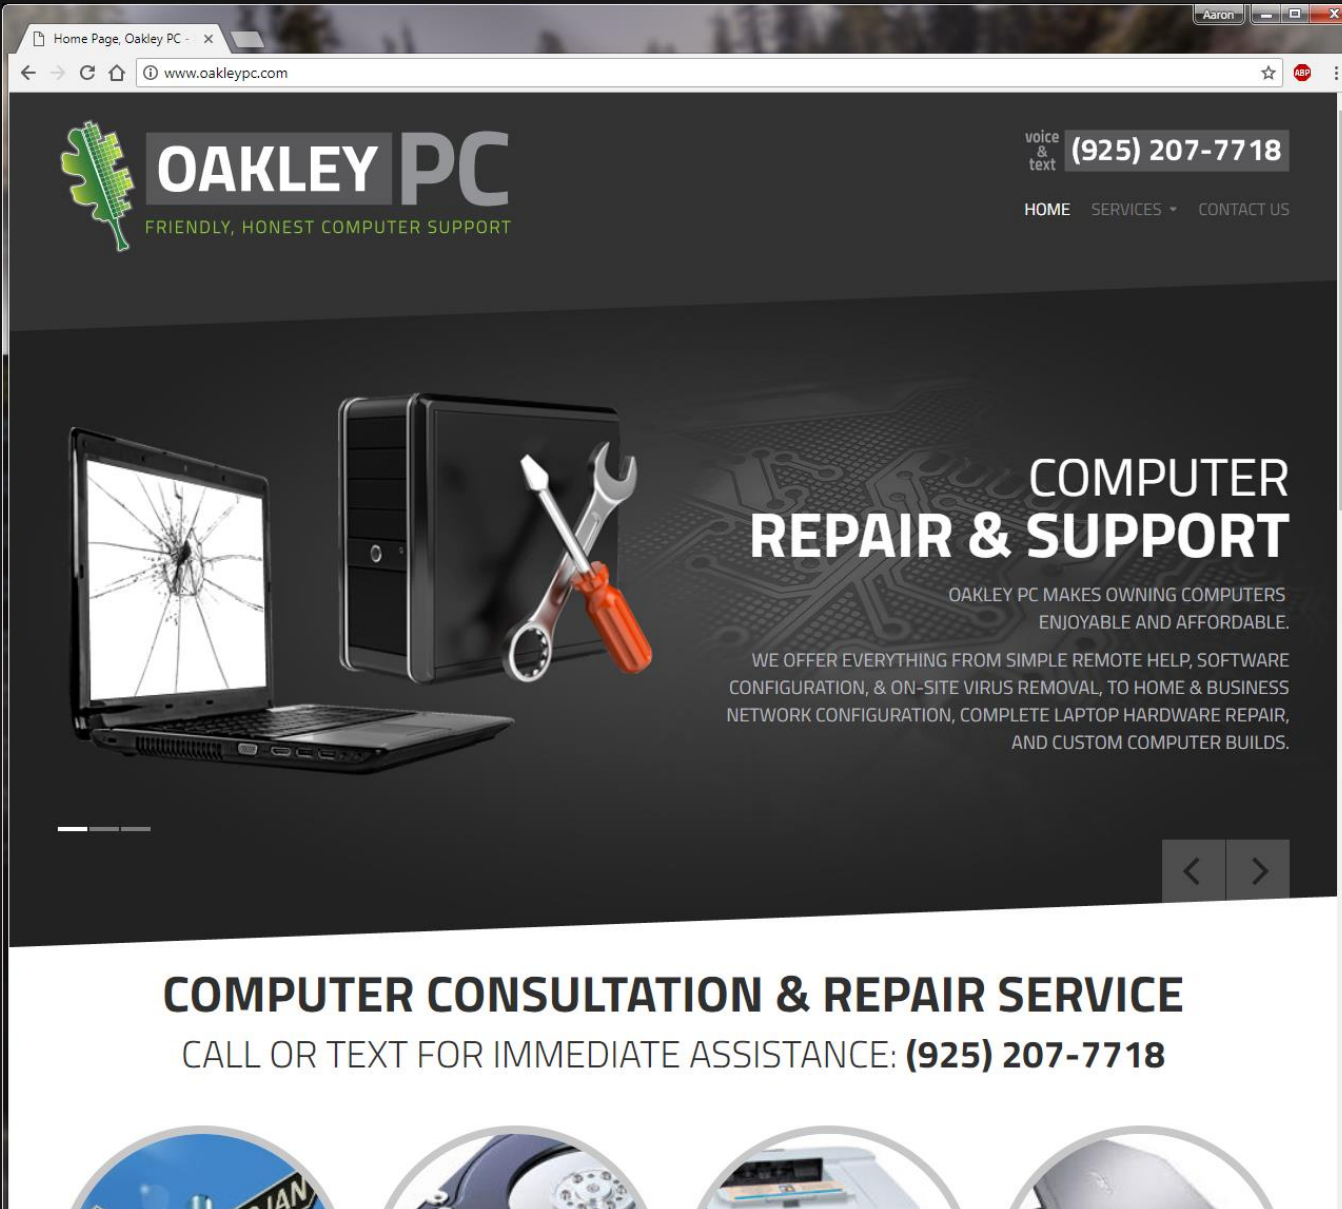 Aaron
Home Page, Oakley PC -
www.oakleypc.com
ABP
OAKLEY PC
FRIENDLY, HONEST COMPUTER SUPPORT
voice
&
text
(925) 207-7718
HOME SERVICES CONTACT US
COMPUTER
REPAIR & SUPPORT
OAKLEY PC MAKES OWNING COMPUTERS
ENJOYABLE AND AFFORDABLE.
WE OFFER EVERYTHING FROM SIMPLE REMOTE HELP, SOFTWARE
CONFIGURATION, & ON-SITE VIRUS REMOVAL, TO HOME & BUSINESS
NETWORK CONFIGURATION, COMPLETE LAPTOP HARDWARE REPAIR,
AND CUSTOM COMPUTER BUILDS.
COMPUTER CONSULTATION & REPAIR SERVICE
CALL OR TEXT FOR IMMEDIATE ASSISTANCE: (925) 207-7718